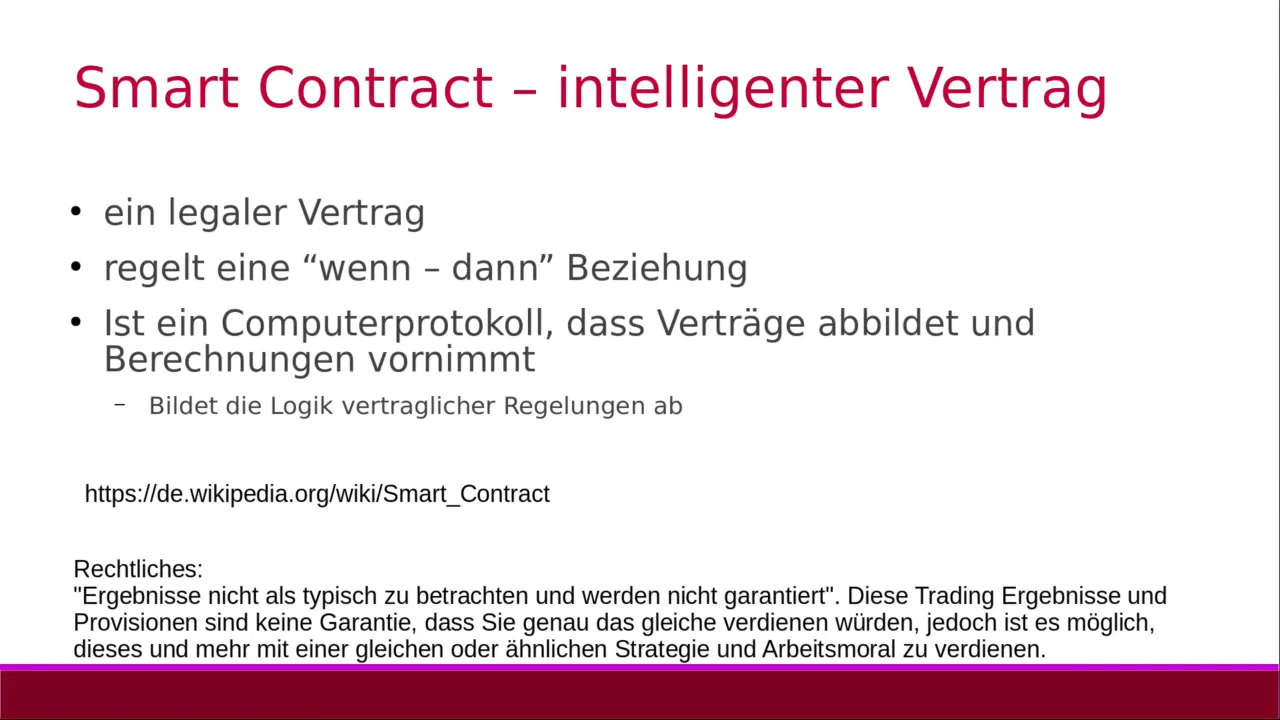 Smart Contract – intelligenter Vertrag
• ein legaler Vertrag
• regelt eine “wenn – dann” Beziehung
• Ist ein Computerprotokoll, dass Verträge abbildet und
Berechnungen vornimmt
– Bildet die Logik vertraglicher Regelungen ab
https://de.wikipedia.org/wiki/Smart_Contract
Rechtliches:
"Ergebnisse nicht als typisch zu betrachten und werden nicht garantiert". Diese Trading Ergebnisse und
Provisionen sind keine Garantie, dass Sie genau das gleiche verdienen würden, jedoch ist es möglich,
dieses und mehr mit einer gleichen oder ähnlichen Strategie und Arbeitsmoral zu verdienen.